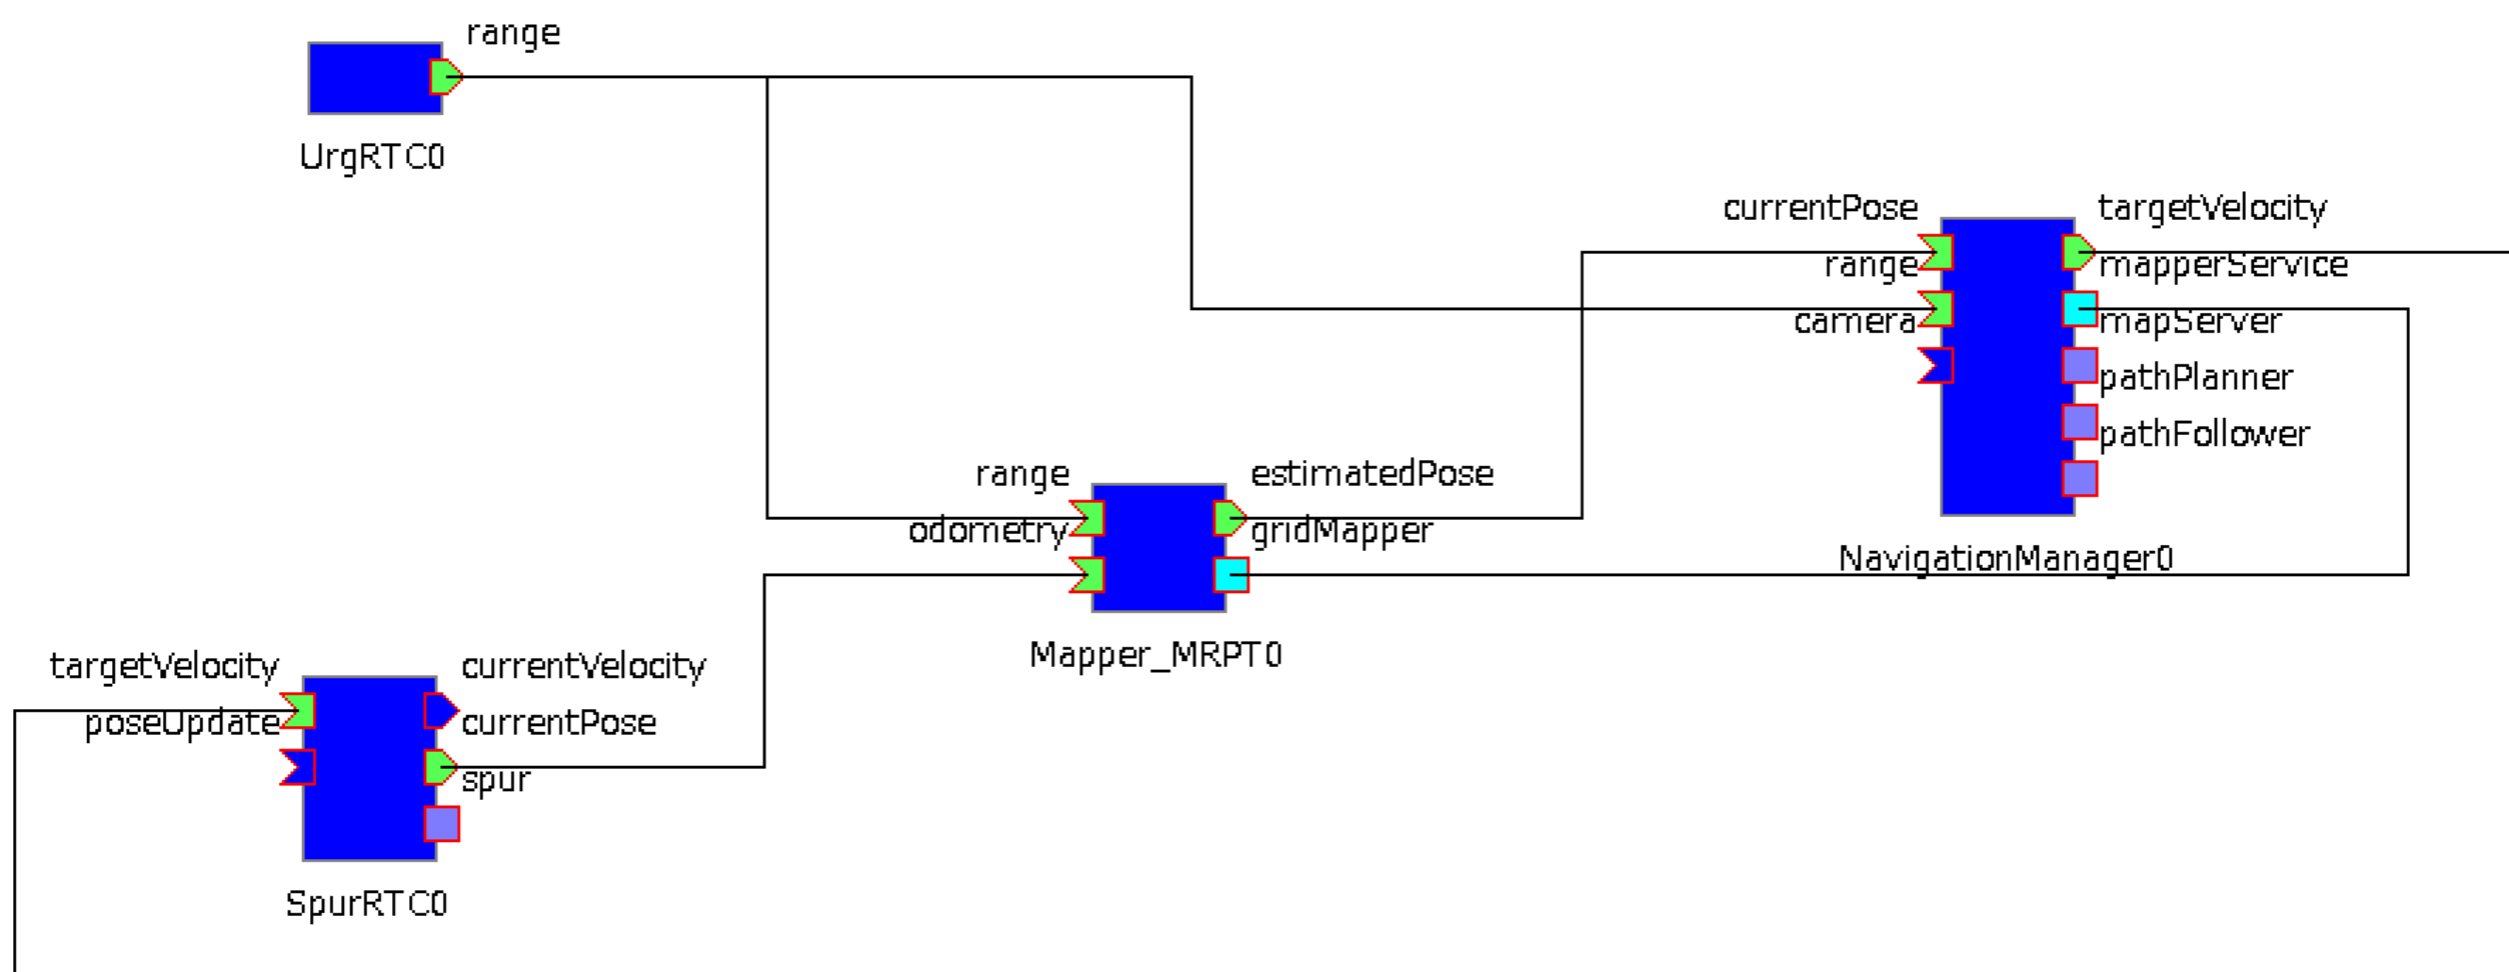 range
UrgRTC0
currentPose
targetVelocity
range
mapperService
camera
mapServer
pathPlanner
pathFollower
NavigationManager0
range
estimatedPose
odometry
gridMapper
Mapper_MRPT0
targetVelocity
currentVelocity
poseUpdate
currentPose
spur
SpurRTC0